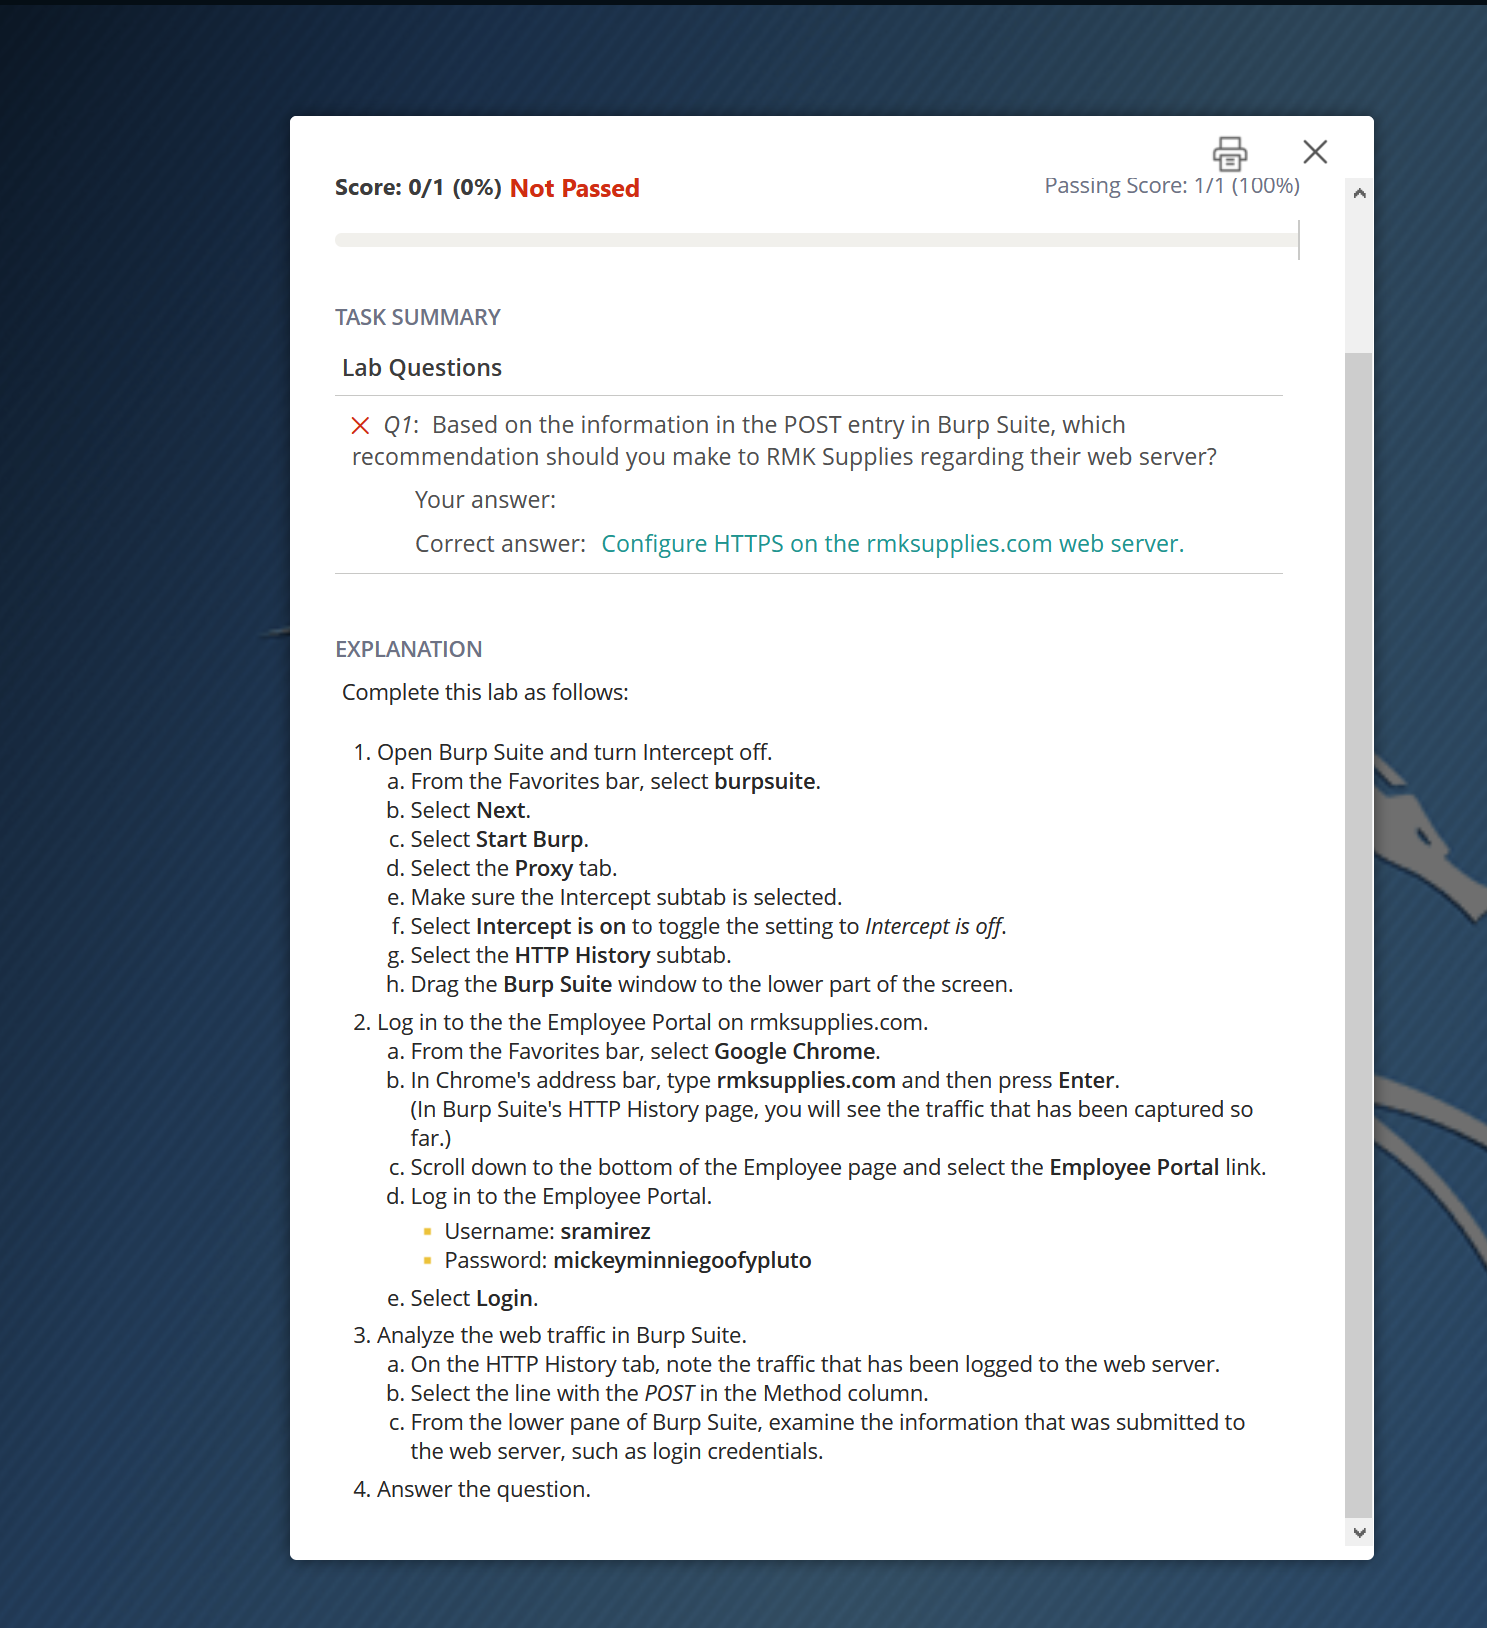 Score: 0/1 (0%) Not Passed
Passing Score: 1/1 (100%)
TASK SUMMARY
Lab Questions
Q1: Based on the information in the POST entry in Burp Suite, which
recommendation should you make to RMK Supplies regarding their web server?
Your answer:
Correct answer: Configure HTTPS on the rmksupplies.com web server.
EXPLANATION
Complete this lab as follows:
1. Open Burp Suite and turn Intercept off.
a. From the Favorites bar, select burpsuite.
b. Select Next.
c. Select Start Burp.
d. Select the Proxy tab.
e. Make sure the Intercept subtab is selected.
f. Select Intercept is on to toggle the setting to Intercept is off.
g. Select the HTTP History subtab.
h. Drag the Burp Suite window to the lower part of the screen.
2. Log in to the the Employee Portal on rmksupplies.com.
a. From the Favorites bar, select Google Chrome.
b. In Chrome's address bar, type rmksupplies.com and then press Enter.
(In Burp Suite's HTTP History page, you will see the traffic that has been captured so
far.)
c. Scroll down to the bottom of the Employee page and select the Employee Portal link.
d. Log in to the Employee Portal.
Username: sramirez
Password: mickeyminniegoofypluto
e. Select Login.
3. Analyze the web traffic in Burp Suite.
a. On the HTTP History tab, note the traffic that has been logged to the web server.
b. Select the line with the POST in the Method column.
c. From the lower pane of Burp Suite, examine the information that was submitted to
the web server, such as login credentials.
4. Answer the question.